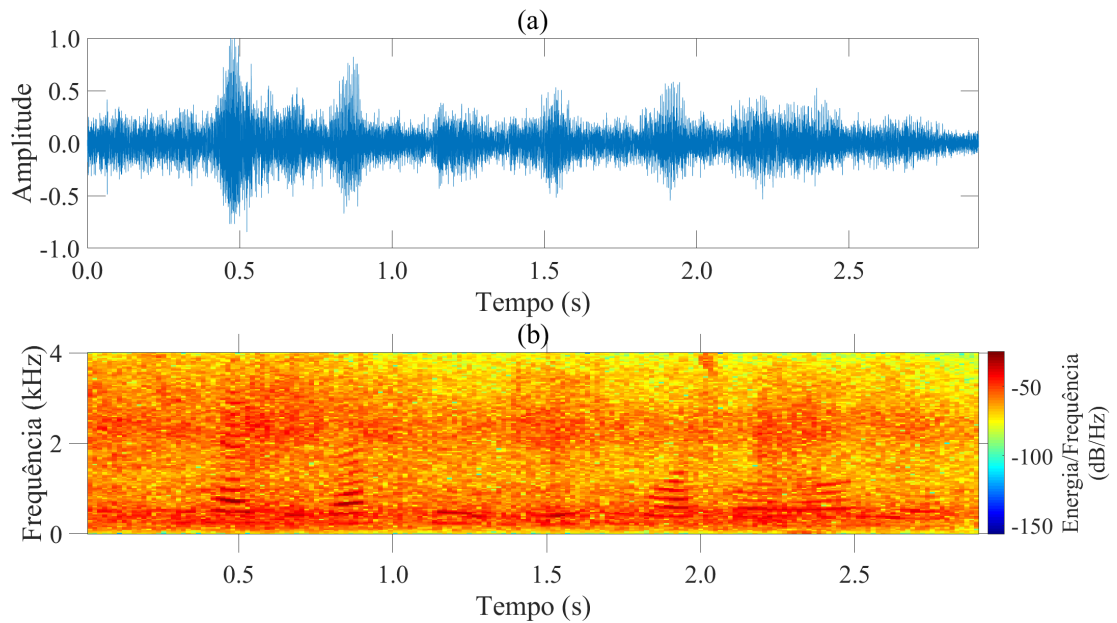 (a)
1.0
0.5
0.0
-0.5
-1.0
Amplitude
0.0 0.5 1.0 1.5 2.0 2.5
Tempo (s)
(b)
4
2
0
Frequência (kHz)
0.5 1.0 1.5 2.0 2.5
Tempo (s)
-50
-100
-150
Energia/Frequência
(dB/Hz)